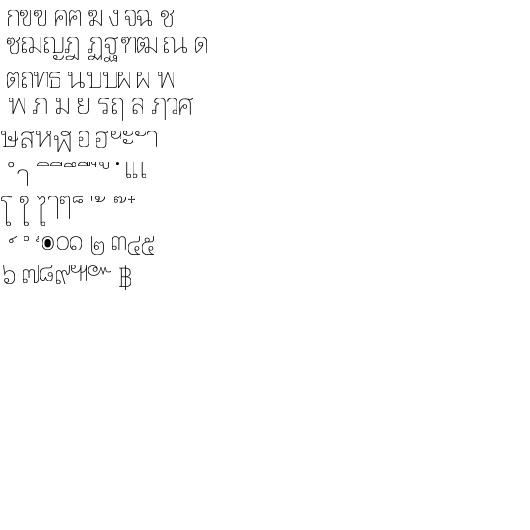 กขฃ คฅ ฆ ง จฉ ช
ซฌญฎ ฏฐฑฒ ณ ด
ตถทธ น บปผ ฝ พ
ฟ ภ ม ย รฤ ล ฦวศ
ษสหฬ อ ฮ ฯะ ั า
ำ ิ ี ึ ื ุ ู ฺ เแ
โ ใ ไๅๆ ็ ่ ้ ๊ ๋
์ ํ ๎ ๏๐๑ ๒ ๓๔๕
๖ ๗๘๙๚๛ ฿